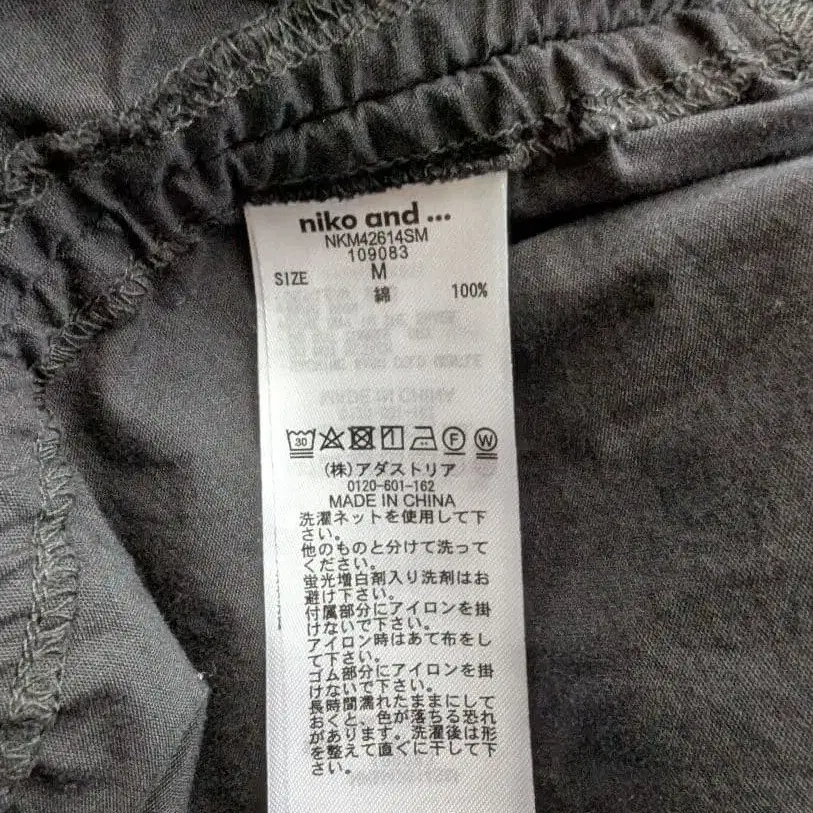 niko and ...
NKM42614SM
109083
SIZE M
綿 100%
30 F W
(株)アダストリア
0120-601-162
MADE IN CHINA
洗濯ネットを使用して下
さい。
他のものと分けて洗って
ください。
蛍光増白剤入り洗剤はお
避け下さい。
付属部分にアイロンを掛
けないで下さい。
アイロン時はあて布をし
て下さい。
ゴム部分にアイロンを掛
けないで下さい。
長時間濡れたままにして
おくと、色が落ちる恐れ
があります。洗濯後は形
を整えて直ぐに干して下
さい。